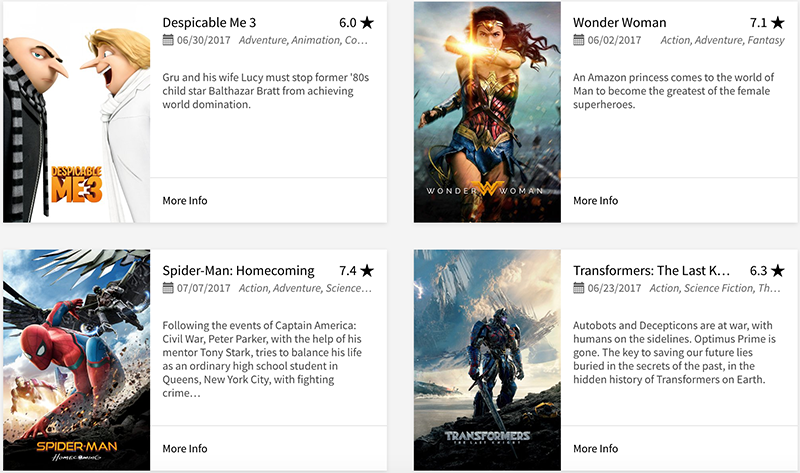 DESPICABLE
ME3
Despicable Me 3 6.0 ★
06/30/2017 Adventure, Animation, Co…
Gru and his wife Lucy must stop former '80s
child star Balthazar Bratt from achieving
world domination.
More Info
WONDER WOMAN
Wonder Woman 7.1 ★
06/02/2017 Action, Adventure, Fantasy
An Amazon princess comes to the world of
Man to become the greatest of the female
superheroes.
More Info
SPIDER-MAN
HOMECOMING
Spider-Man: Homecoming 7.4 ★
07/07/2017 Action, Adventure, Science…
Following the events of Captain America:
Civil War, Peter Parker, with the help of his
mentor Tony Stark, tries to balance his life
as an ordinary high school student in
Queens, New York City, with fighting
crime…
More Info
TRANSFORMERS
THE LAST KNIGHT
Transformers: The Last K… 6.3 ★
06/23/2017 Action, Science Fiction, Th…
Autobots and Decepticons are at war, with
humans on the sidelines. Optimus Prime is
gone. The key to saving our future lies
buried in the secrets of the past, in the
hidden history of Transformers on Earth.
More Info